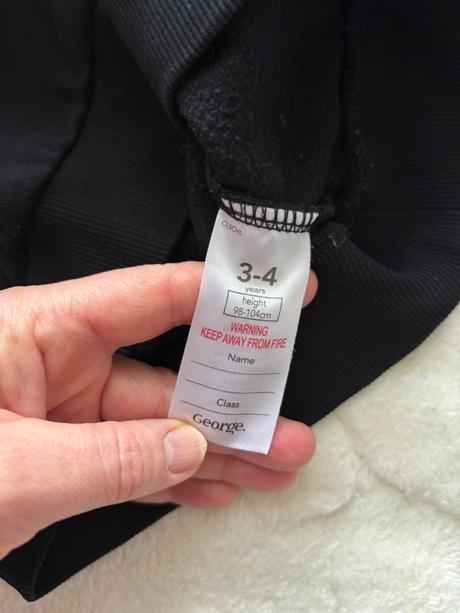 3-4
years
height
98-104cm
WARNING
KEEP AWAY FROM FIRE
Name
Class
George.